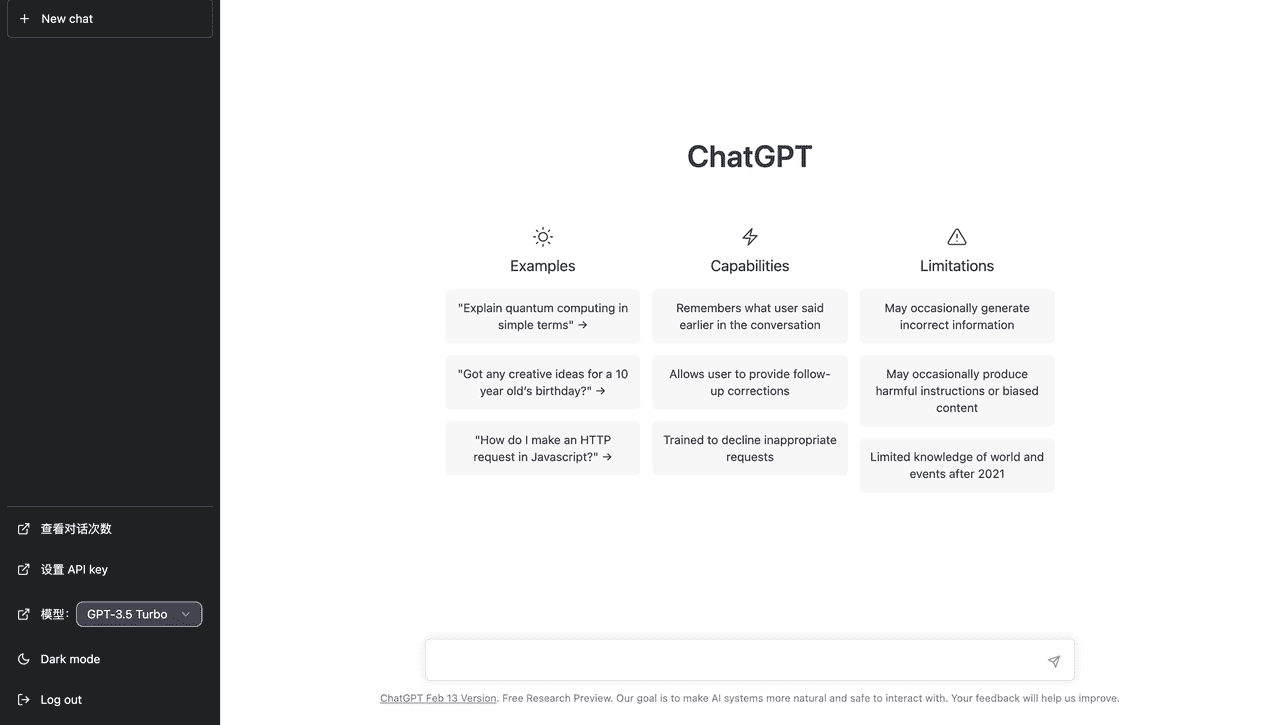 New chat
查看对话次数
设置 API key
模型: GPT-3.5 Turbo
Dark mode
Log out
ChatGPT
Examples
"Explain quantum computing in
simple terms" →
"Got any creative ideas for a 10
year old's birthday?" →
"How do I make an HTTP
request in Javascript?" →
Capabilities
Remembers what user said
earlier in the conversation
Allows user to provide follow-
up corrections
Trained to decline inappropriate
requests
Limitations
May occasionally generate
incorrect information
May occasionally produce
harmful instructions or biased
content
Limited knowledge of world and
events after 2021
ChatGPT Feb 13 Version. Free Research Preview. Our goal is to make AI systems more natural and safe to interact with. Your feedback will help us improve.